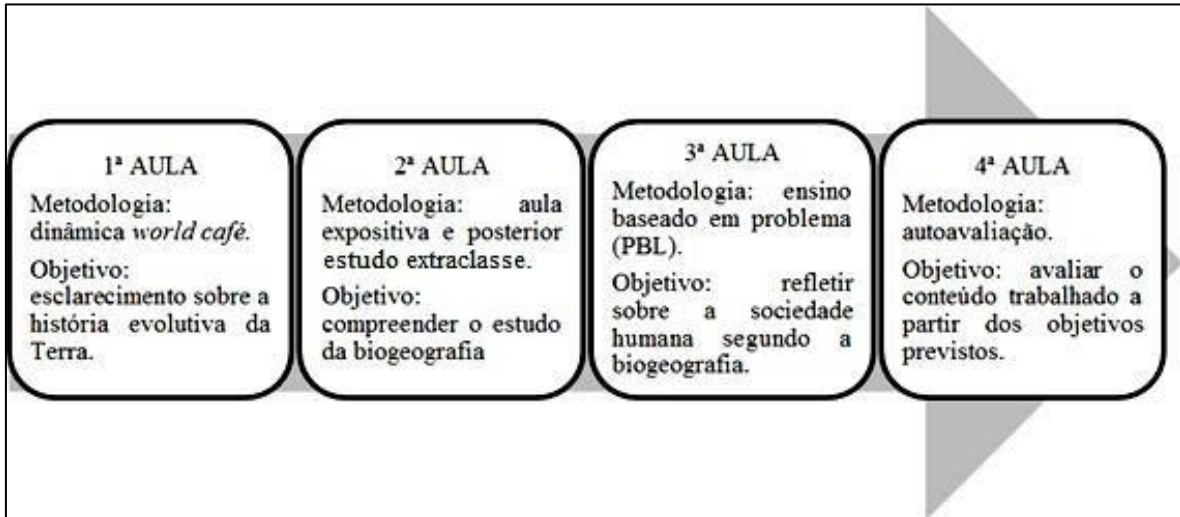 1ª AULA
Metodologia:
dinâmica world café.
Objetivo:
esclarecimento sobre a
história evolutiva da
Terra.
2ª AULA
Metodologia: aula
expositiva e posterior
estudo extraclasse.
Objetivo:
compreender o estudo
da biogeografia
3ª AULA
Metodologia: ensino
baseado em problema
(PBL).
Objetivo: refletir
sobre a sociedade
humana segundo a
biogeografia.
4ª AULA
Metodologia:
autoavaliação.
Objetivo: avaliar o
conteúdo trabalhado a
partir dos objetivos
previstos.